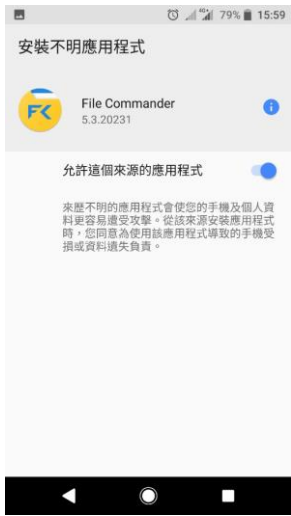 4G 79% 15:59
安裝不明應用程式
File Commander
5.3.20231
允許這個來源的應用程式
來歷不明的應用程式會使您的手機及個人資
料更容易遭受攻擊。從該來源安裝應用程式
時，您同意為使用該應用程式導致的手機受
損或資料遺失負責。